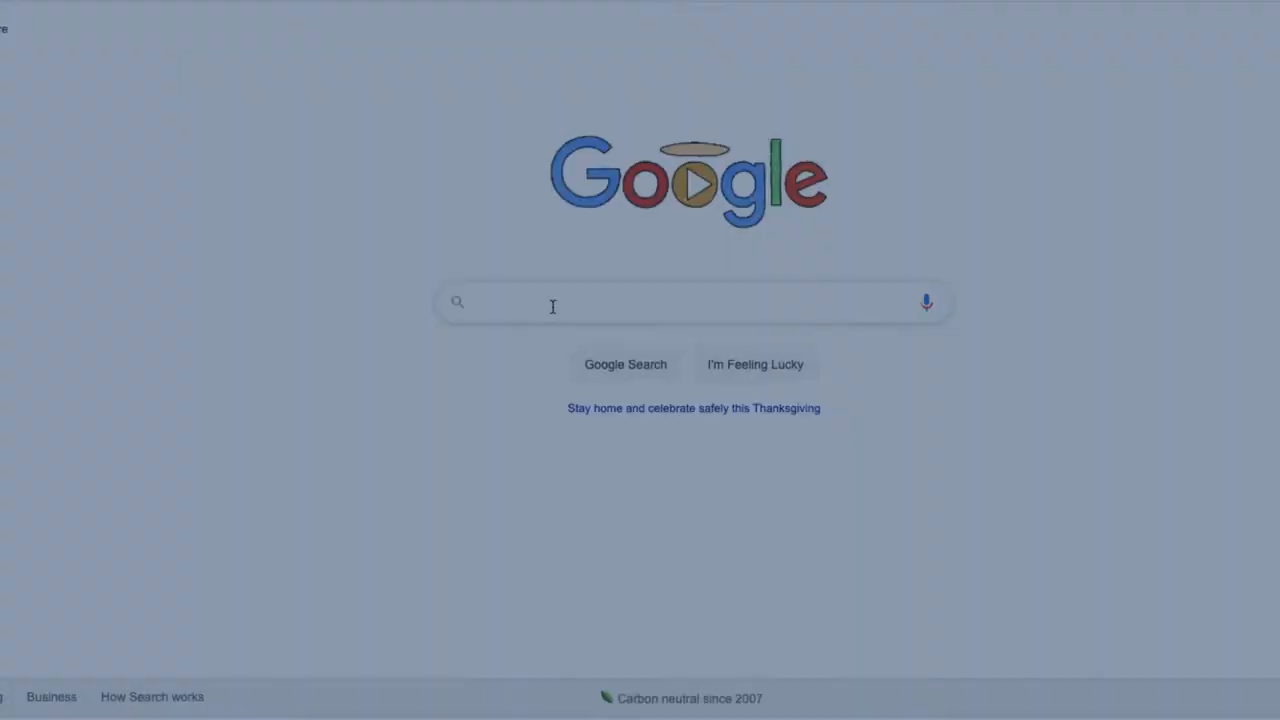 Google
Google Search
I'm Feeling Lucky
Stay home and celebrate safely this Thanksgiving
Business
How Search works
Carbon neutral since 2007